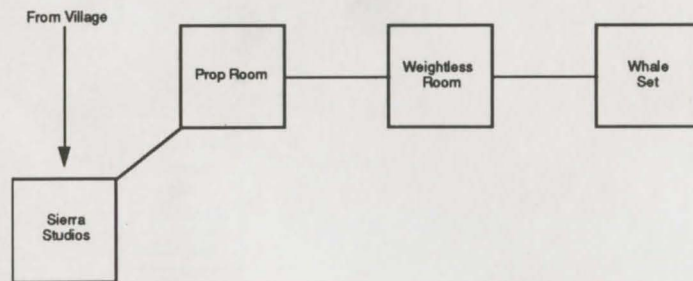 From Village
Prop Room
Weightless
Room
Whale
Set
Sierra
Studios